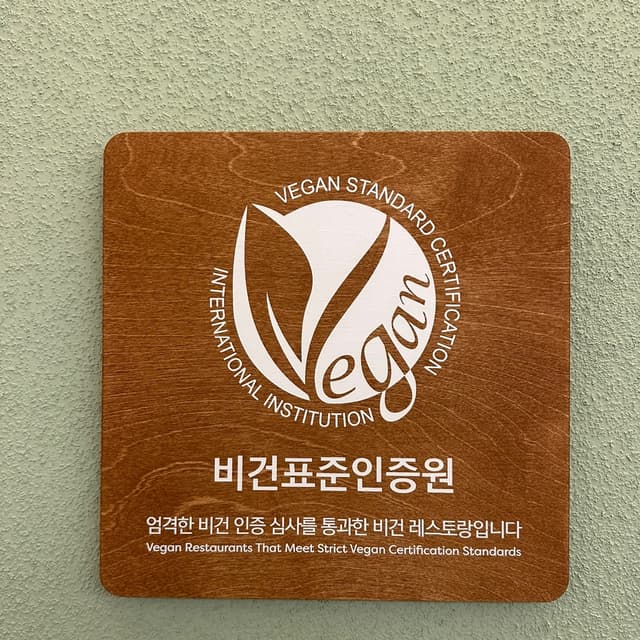 VEGAN STANDARD CERTIFICATION
INTERNATIONAL INSTITUTION
Vegan
비건표준인증원
엄격한 비건 인증 심사를 통과한 비건 레스토랑입니다
Vegan Restaurants That Meet Strict Vegan Certification Standards